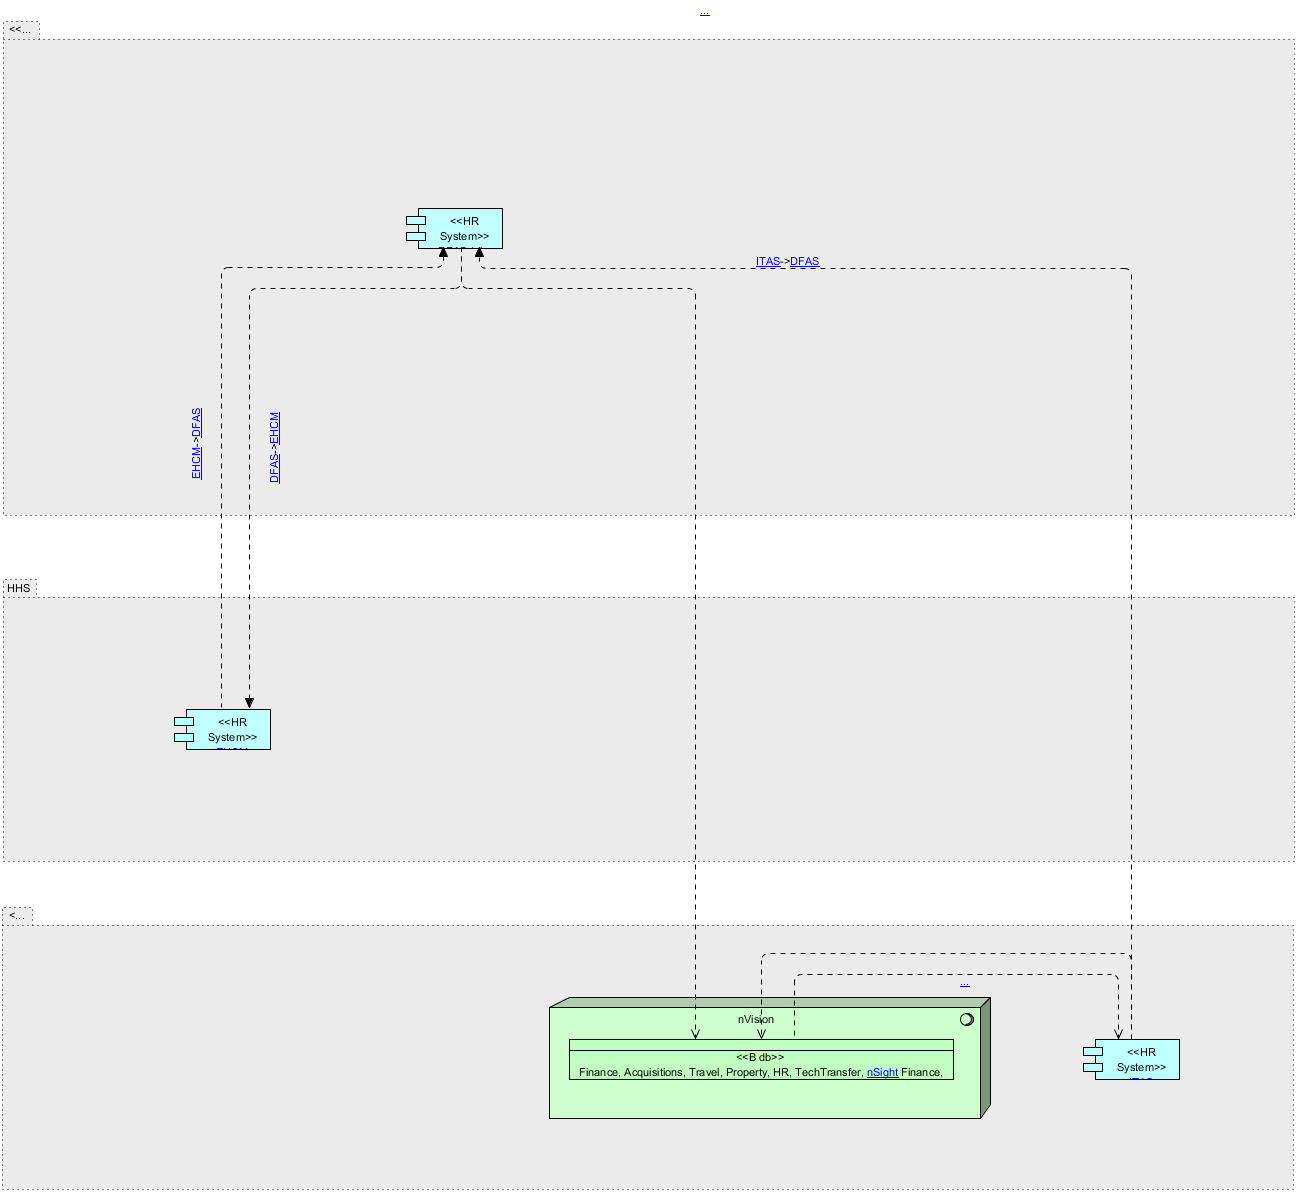 ...
<<...
<<HR
System>>
ITAS->DFAS
EHCM->DFAS
DFAS->EHCM
HHS
<<HR
System>>
<...
...
nVision
<<B db>>
Finance, Acquisitions, Travel, Property, HR, TechTransfer, nSight Finance,
<<HR
System>>